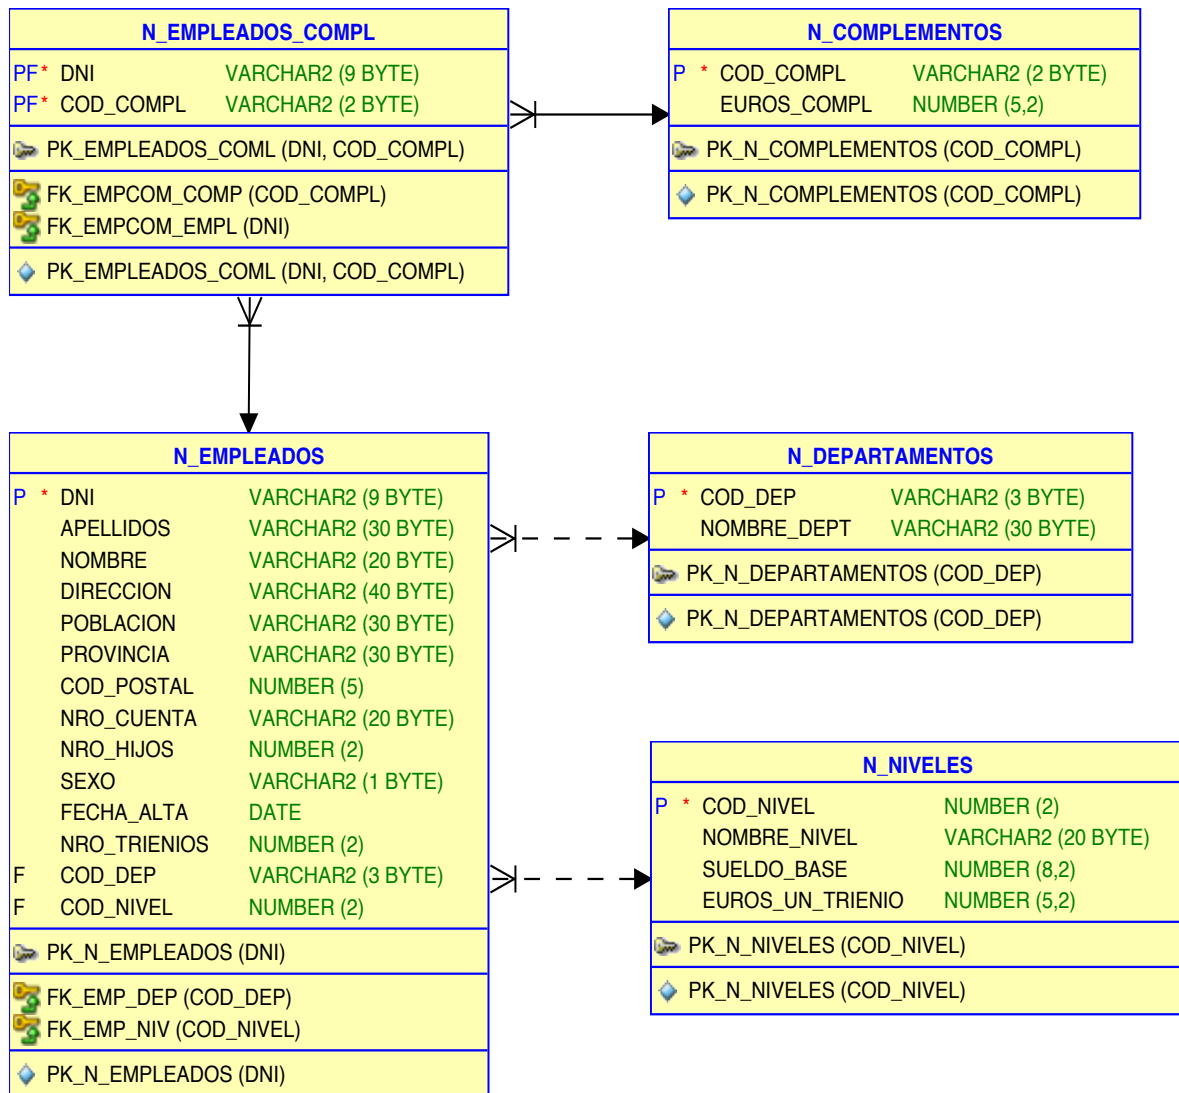 N_EMPLEADOS_COMPL
PF* DNI VARCHAR2 (9 BYTE)
PF* COD_COMPL VARCHAR2 (2 BYTE)
PK_EMPLEADOS_COML (DNI, COD_COMPL)
FK_EMPCOM_COMP (COD_COMPL)
FK_EMPCOM_EMPL (DNI)
PK_EMPLEADOS_COML (DNI, COD_COMPL)
N_COMPLEMENTOS
P * COD_COMPL VARCHAR2 (2 BYTE)
EUROS_COMPL NUMBER (5,2)
PK_N_COMPLEMENTOS (COD_COMPL)
PK_N_COMPLEMENTOS (COD_COMPL)
N_EMPLEADOS
P * DNI VARCHAR2 (9 BYTE)
APELLIDOS VARCHAR2 (30 BYTE)
NOMBRE VARCHAR2 (20 BYTE)
DIRECCION VARCHAR2 (40 BYTE)
POBLACION VARCHAR2 (30 BYTE)
PROVINCIA VARCHAR2 (30 BYTE)
COD_POSTAL NUMBER (5)
NRO_CUENTA VARCHAR2 (20 BYTE)
NRO_HIJOS NUMBER (2)
SEXO VARCHAR2 (1 BYTE)
FECHA_ALTA DATE
NRO_TRIENIOS NUMBER (2)
F COD_DEP VARCHAR2 (3 BYTE)
F COD_NIVEL NUMBER (2)
PK_N_EMPLEADOS (DNI)
FK_EMP_DEP (COD_DEP)
FK_EMP_NIV (COD_NIVEL)
PK_N_EMPLEADOS (DNI)
N_DEPARTAMENTOS
P * COD_DEP VARCHAR2 (3 BYTE)
NOMBRE_DEPT VARCHAR2 (30 BYTE)
PK_N_DEPARTAMENTOS (COD_DEP)
PK_N_DEPARTAMENTOS (COD_DEP)
N_NIVELES
P * COD_NIVEL NUMBER (2)
NOMBRE_NIVEL VARCHAR2 (20 BYTE)
SUELDO_BASE NUMBER (8,2)
EUROS_UN_TRIENIO NUMBER (5,2)
PK_N_NIVELES (COD_NIVEL)
PK_N_NIVELES (COD_NIVEL)